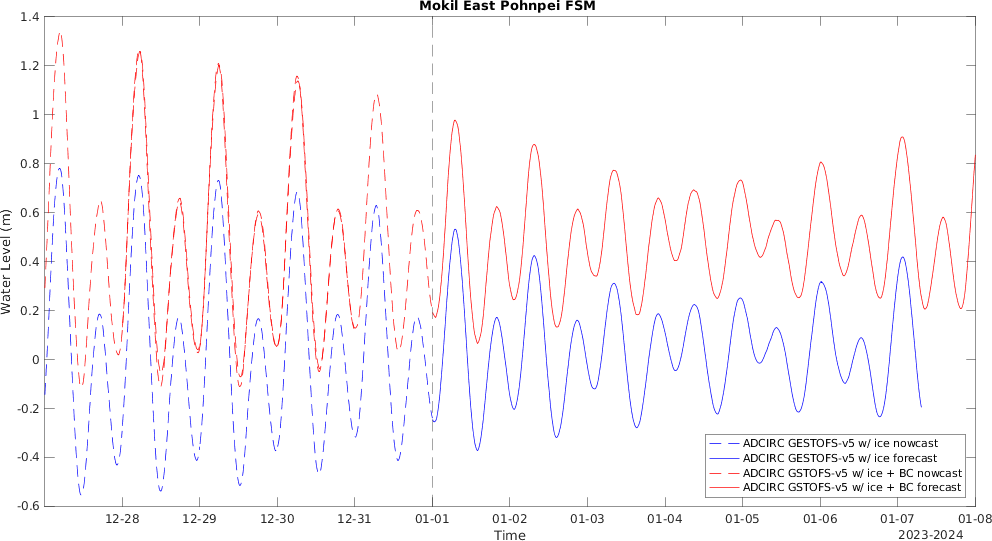 Mokil East Pohnpei FSM
1.4
1.2
1
0.8
0.6
0.4
0.2
0
-0.2
-0.4
-0.6
Water Level (m)
ADCIRC GESTOFS-v5 w/ ice nowcast
ADCIRC GESTOFS-v5 w/ ice forecast
ADCIRC GSTOFS-v5 w/ ice + BC nowcast
ADCIRC GSTOFS-v5 w/ ice + BC forecast
12-28 12-29 12-30 12-31 01-01 01-02 01-03 01-04 01-05 01-06 01-07 01-08
Time
2023-2024